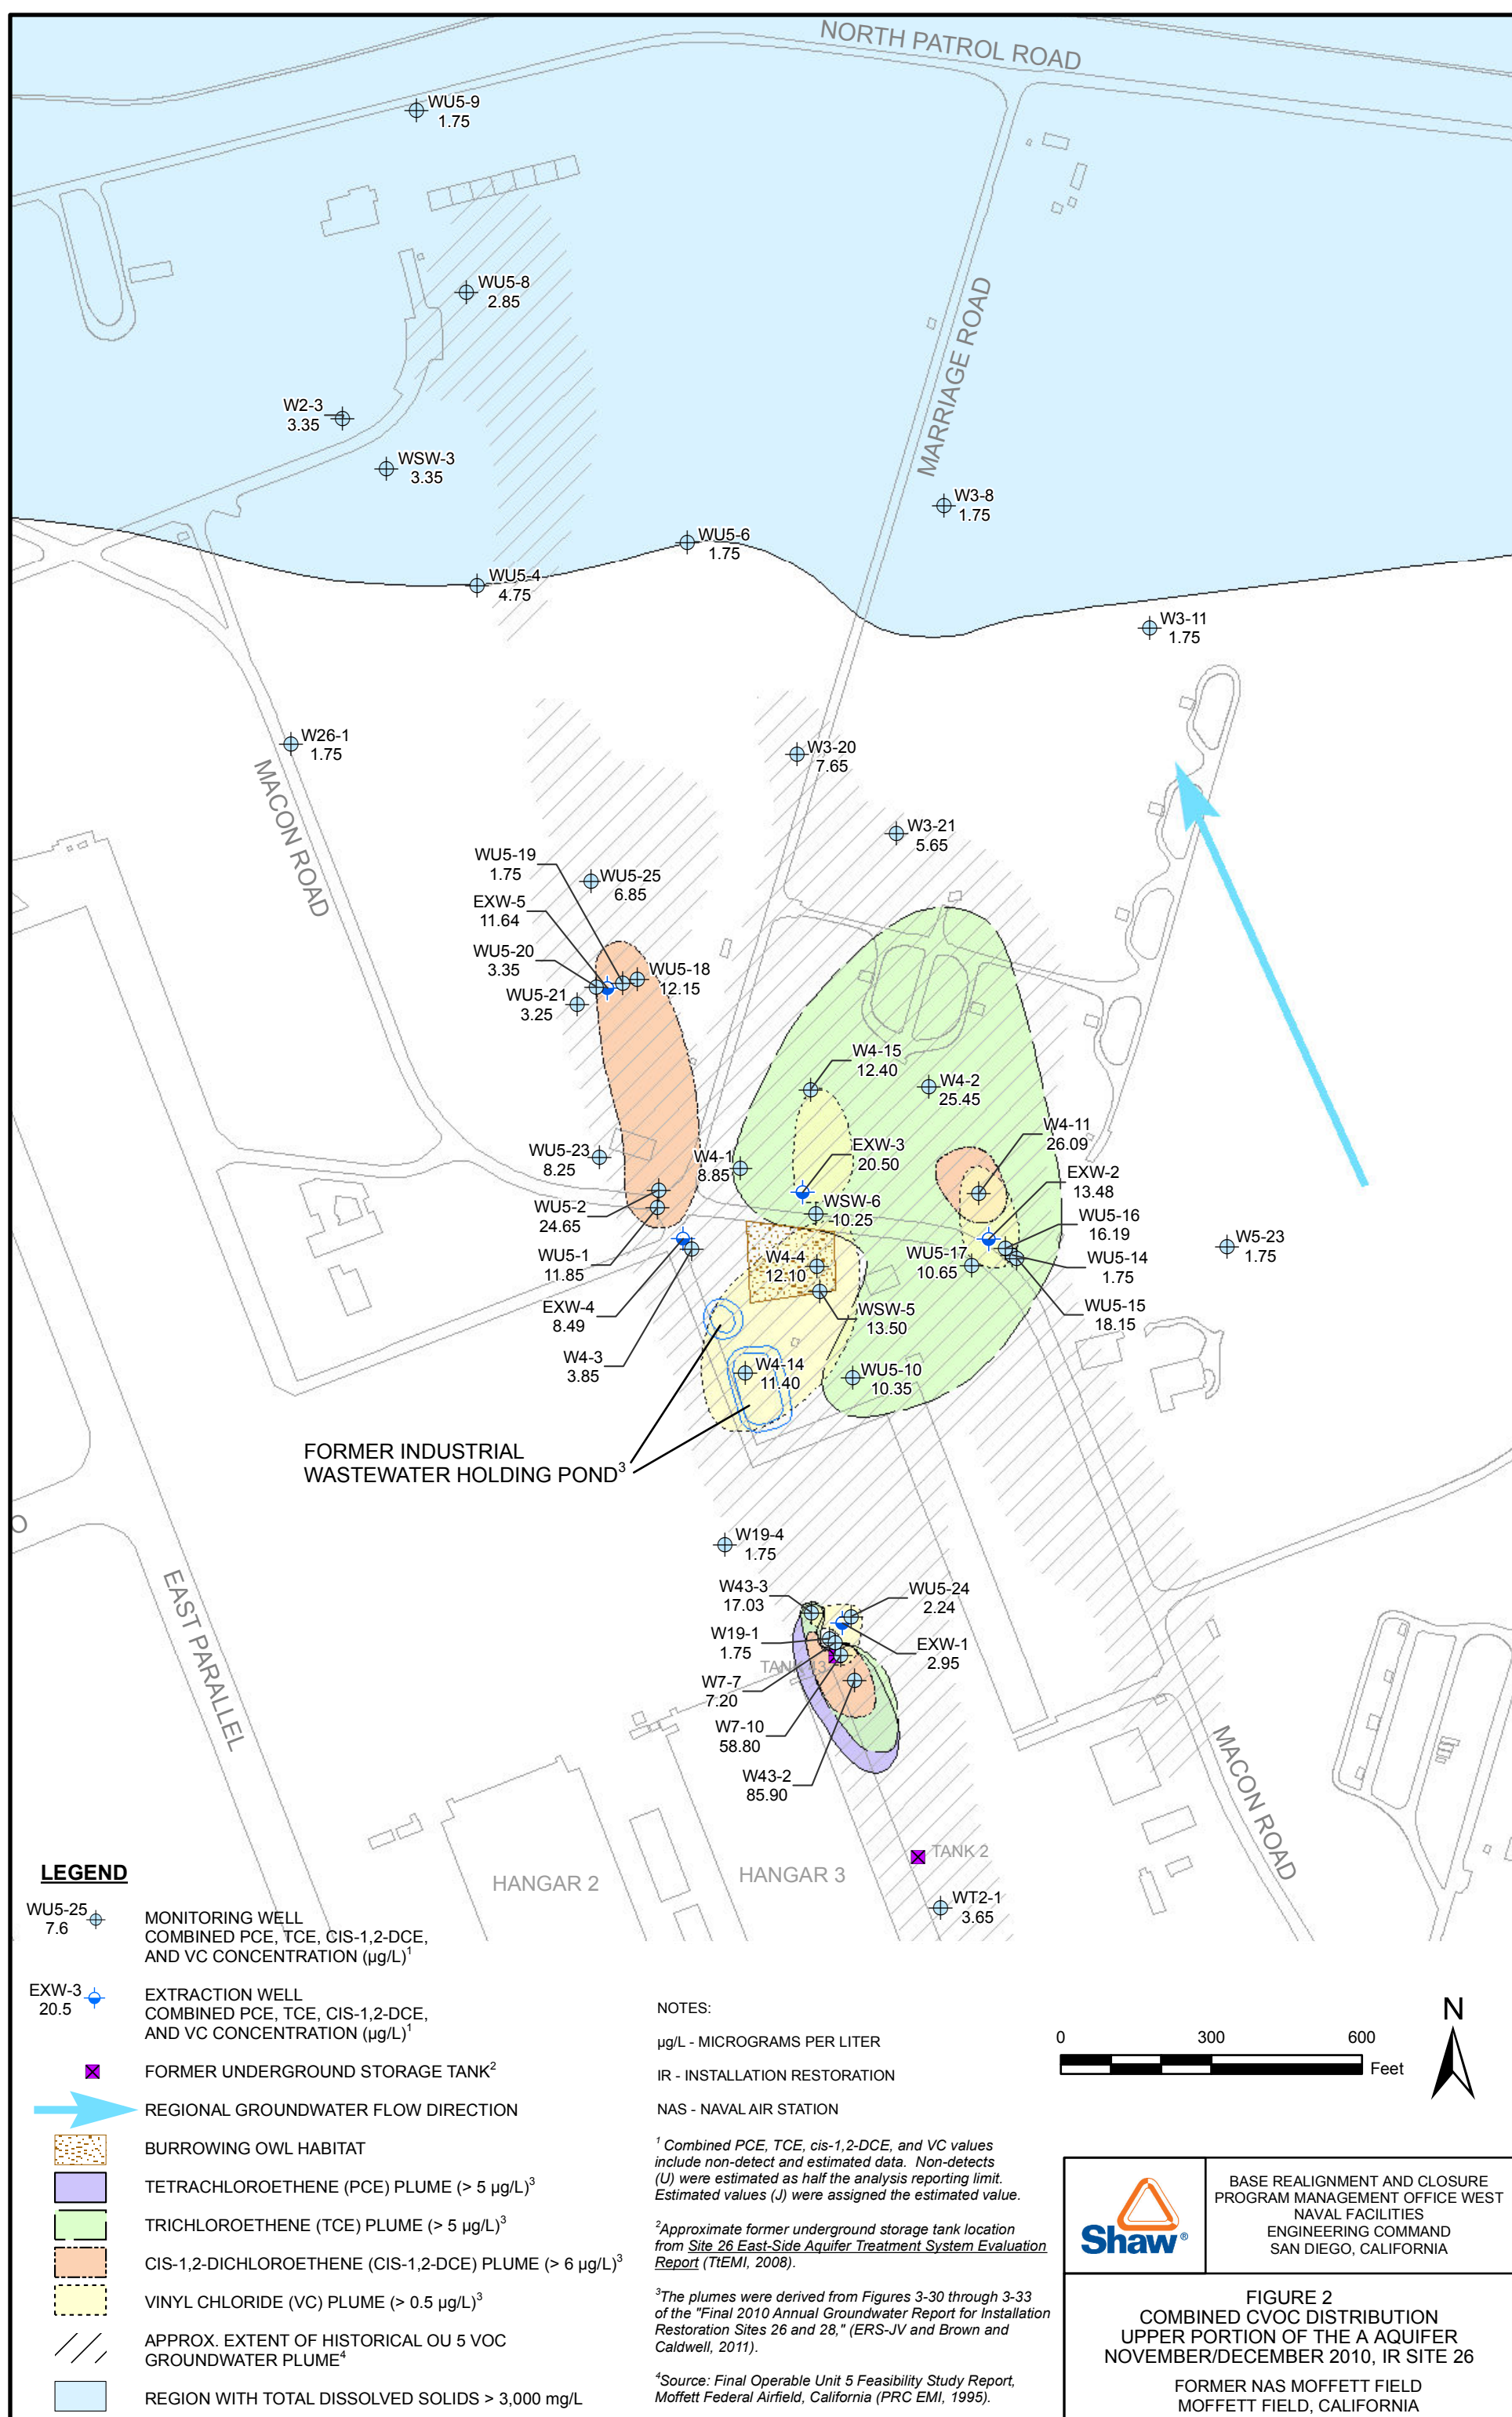 NORTH PATROL ROAD
WU5-9
1.75
WU5-8
2.85
MARRIAGE ROAD
W2-3
3.35
WSW-3
3.35
W3-8
1.75
WU5-6
1.75
WU5-4
4.75
W3-11
1.75
W26-1
1.75
W3-20
7.65
MACON ROAD
W3-21
5.65
WU5-19
1.75
WU5-25
6.85
EXW-5
11.64
WU5-20
3.35
WU5-18
12.15
WU5-21
3.25
W4-15
12.40
W4-2
25.45
W4-11
26.09
WU5-23
8.25
W4-1
8.85
EXW-3
20.50
EXW-2
13.48
WU5-2
24.65
WSW-6
10.25
WU5-16
16.19
WU5-1
11.85
W4-4
12.10
WU5-17
10.65
WU5-14
1.75
W5-23
1.75
EXW-4
8.49
WSW-5
13.50
WU5-15
18.15
W4-3
3.85
W4-14
11.40
WU5-10
10.35
FORMER INDUSTRIAL
WASTEWATER HOLDING POND3
O
W19-4
1.75
EAST PARALLEL
W43-3
17.03
WU5-24
2.24
W19-1
1.75
EXW-1
2.95
W7-7
7.20
W7-10
58.80
W43-2
85.90
MACON ROAD
TANK 2
HANGAR 2
HANGAR 3
WT2-1
3.65
LEGEND
WU5-25
7.6
MONITORING WELL
COMBINED PCE, TCE, CIS-1,2-DCE,
AND VC CONCENTRATION (µg/L)1
EXW-3
20.5
EXTRACTION WELL
COMBINED PCE, TCE, CIS-1,2-DCE,
AND VC CONCENTRATION (µg/L)1
FORMER UNDERGROUND STORAGE TANK2
REGIONAL GROUNDWATER FLOW DIRECTION
BURROWING OWL HABITAT
TETRACHLOROETHENE (PCE) PLUME (> 5 µg/L)3
TRICHLOROETHENE (TCE) PLUME (> 5 µg/L)3
CIS-1,2-DICHLOROETHENE (CIS-1,2-DCE) PLUME (> 6 µg/L)3
VINYL CHLORIDE (VC) PLUME (> 0.5 µg/L)3
APPROX. EXTENT OF HISTORICAL OU 5 VOC
GROUNDWATER PLUME4
REGION WITH TOTAL DISSOLVED SOLIDS > 3,000 mg/L
NOTES:
µg/L - MICROGRAMS PER LITER
IR - INSTALLATION RESTORATION
NAS - NAVAL AIR STATION
1 Combined PCE, TCE, cis-1,2-DCE, and VC values
include non-detect and estimated data. Non-detects
(U) were estimated as half the analysis reporting limit.
Estimated values (J) were assigned the estimated value.
2Approximate former underground storage tank location
from Site 26 East-Side Aquifer Treatment System Evaluation
Report (TtEMI, 2008).
3The plumes were derived from Figures 3-30 through 3-33
of the "Final 2010 Annual Groundwater Report for Installation
Restoration Sites 26 and 28," (ERS-JV and Brown and
Caldwell, 2011).
4Source: Final Operable Unit 5 Feasibility Study Report,
Moffett Federal Airfield, California (PRC EMI, 1995).
0 300 600
Feet
N
Shaw®
BASE REALIGNMENT AND CLOSURE
PROGRAM MANAGEMENT OFFICE WEST
NAVAL FACILITIES
ENGINEERING COMMAND
SAN DIEGO, CALIFORNIA
FIGURE 2
COMBINED CVOC DISTRIBUTION
UPPER PORTION OF THE A AQUIFER
NOVEMBER/DECEMBER 2010, IR SITE 26
FORMER NAS MOFFETT FIELD
MOFFETT FIELD, CALIFORNIA